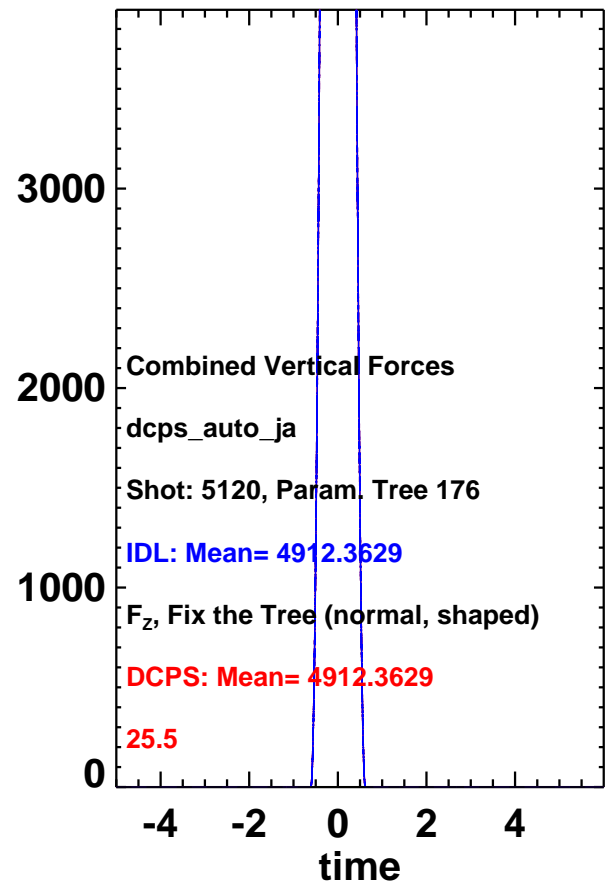 3000
2000
1000
0
Combined Vertical Forces
dcps_auto_ja
Shot: 5120, Param. Tree 176
IDL: Mean= 4912.3629
F_Z, Fix the Tree (normal, shaped)
DCPS: Mean= 4912.3629
25.5
-4 -2 0 2 4
time